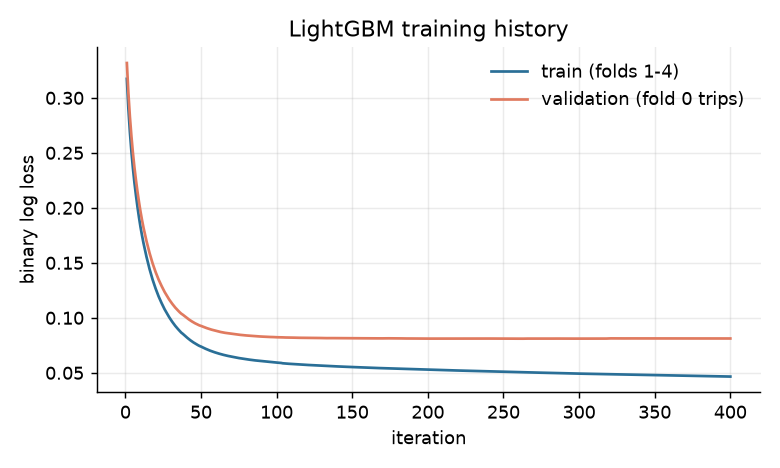 LightGBM training history
train (folds 1-4)
validation (fold 0 trips)
binary log loss
0.30
0.25
0.20
0.15
0.10
0.05
0 50 100 150 200 250 300 350 400
iteration